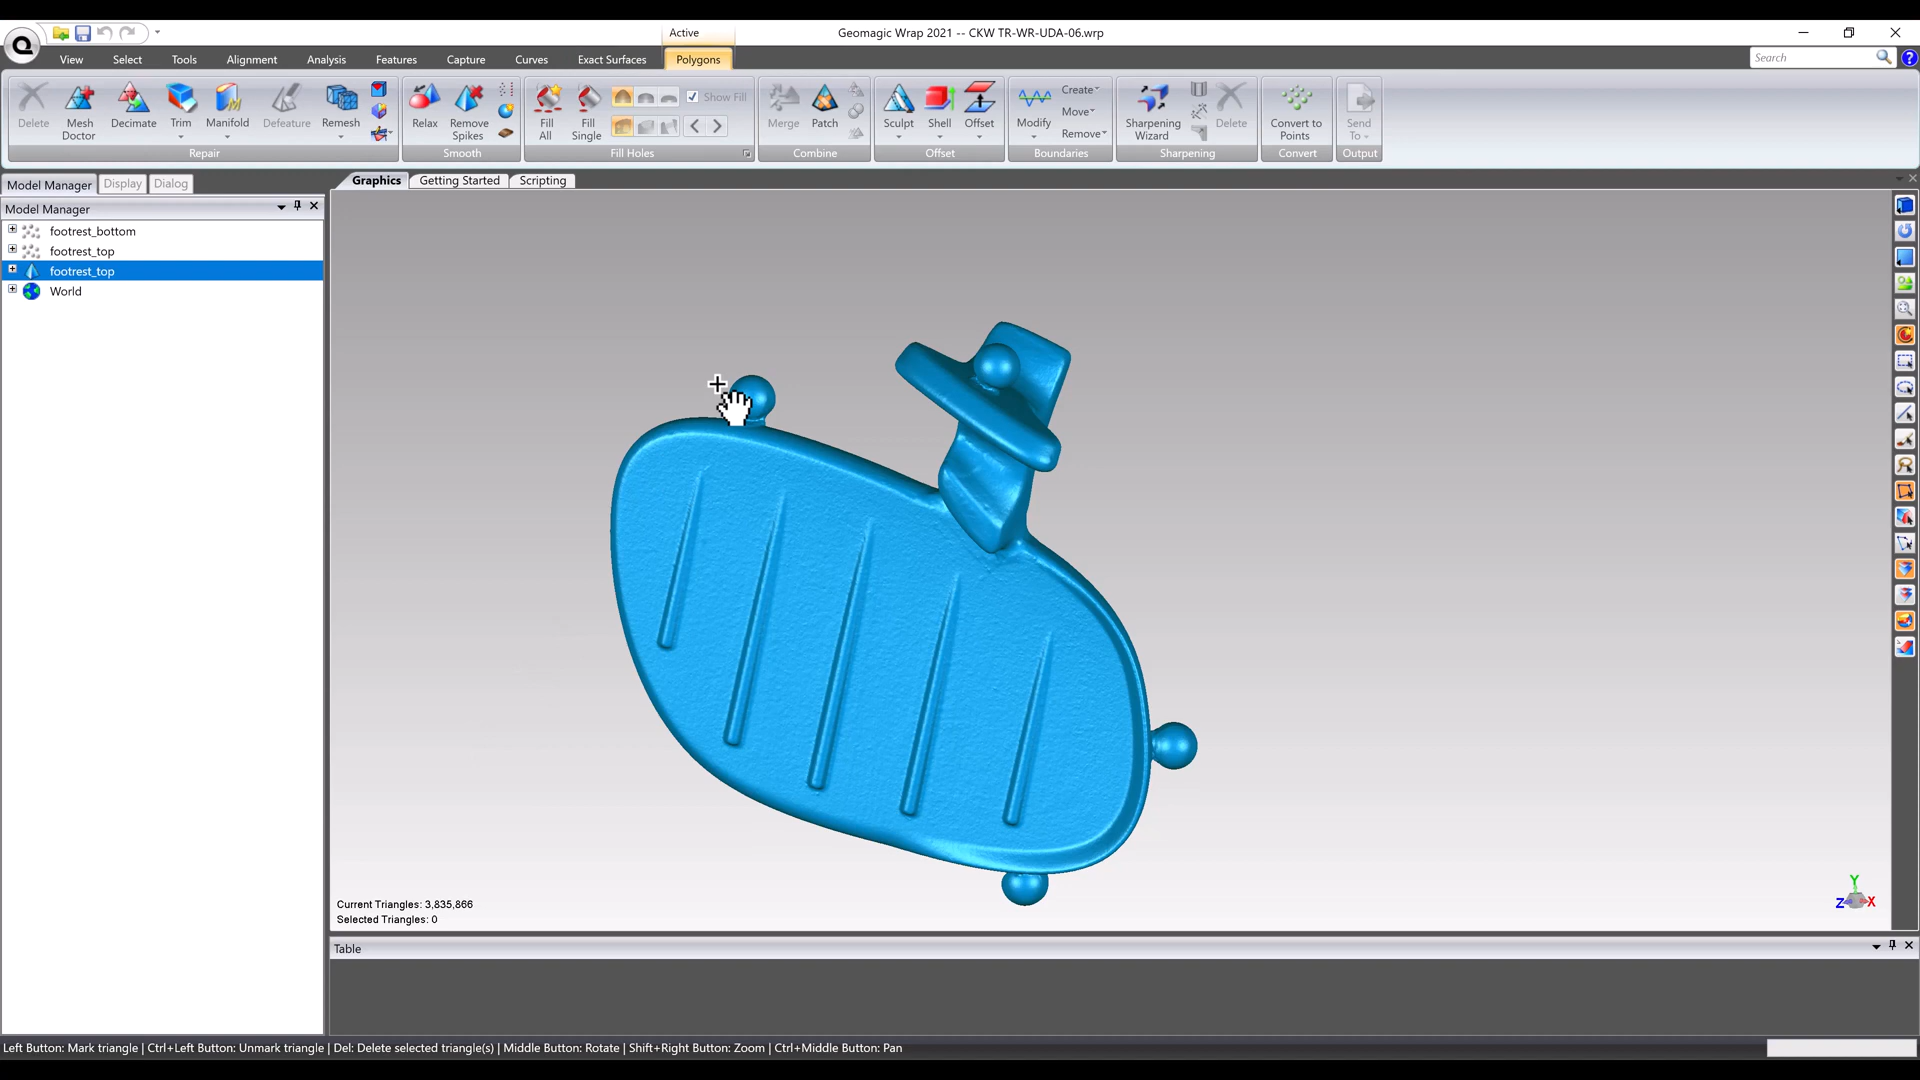 Active
Geomagic Wrap 2021 -- CKW TR-WR-UDA-06.wrp
View Select Tools Alignment Analysis Features Capture Curves Exact Surfaces Polygons
Search
Delete Mesh Doctor Decimate Trim Manifold Defeature Remesh
Relax Remove Spikes
Fill All Fill Single Show Fill
Merge Patch
Sculpt Shell Offset
Modify Create Move Remove
Sharpening Wizard Delete
Convert to Points
Send To
Repair Smooth Fill Holes Combine Offset Boundaries Sharpening Convert Output
Model Manager Display Dialog
Graphics Getting Started Scripting
Model Manager
footrest_bottom
footrest_top
footrest_top
World
Current Triangles: 3,835,866
Selected Triangles: 0
Y
Z X
Table
Left Button: Mark triangle | Ctrl+Left Button: Unmark triangle | Del: Delete selected triangle(s) | Middle Button: Rotate | Shift+Right Button: Zoom | Ctrl+Middle Button: Pan